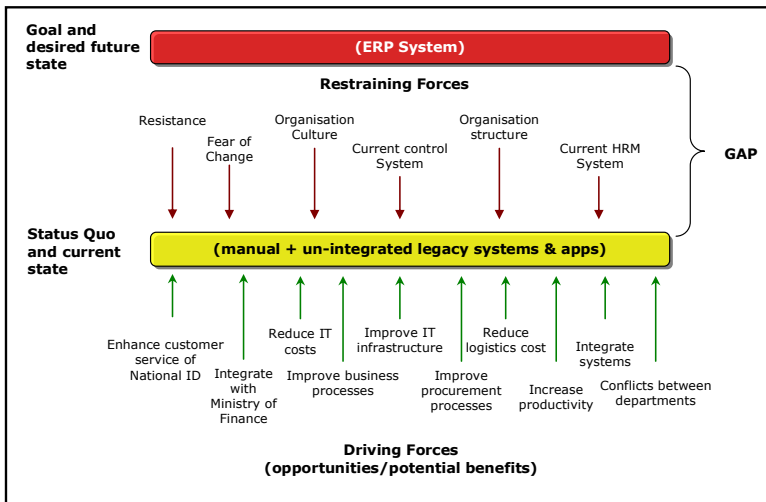 Goal and
desired future
state
(ERP System)
Restraining Forces
Resistance
Fear of
Change
Organisation
Culture
Current control
System
Organisation
structure
Current HRM
System
GAP
Status Quo
and current
state
(manual + un-integrated legacy systems & apps)
Enhance customer
service of
National ID
Integrate
with
Ministry of
Finance
Reduce IT
costs
Improve business
processes
Improve IT
infrastructure
Improve
procurement
processes
Reduce
logistics cost
Increase
productivity
Integrate
systems
Conflicts between
departments
Driving Forces
(opportunities/potential benefits)